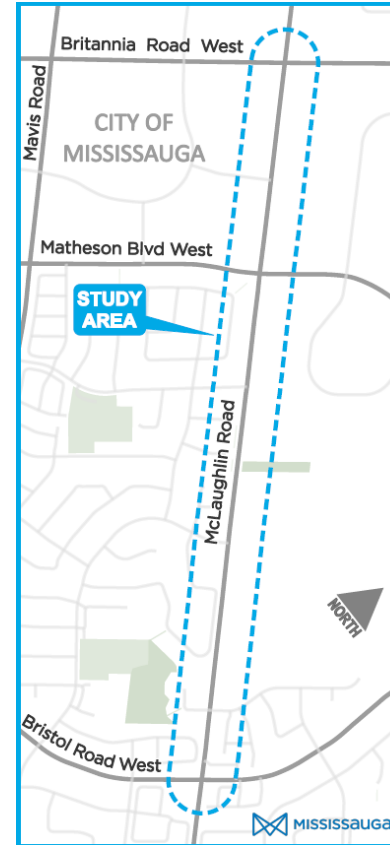 Britannia Road West
Mavis Road
CITY OF
MISSISSAUGA
Matheson Blvd West
STUDY
AREA
McLaughlin Road
NORTH
Bristol Road West
MISSISSAUGA